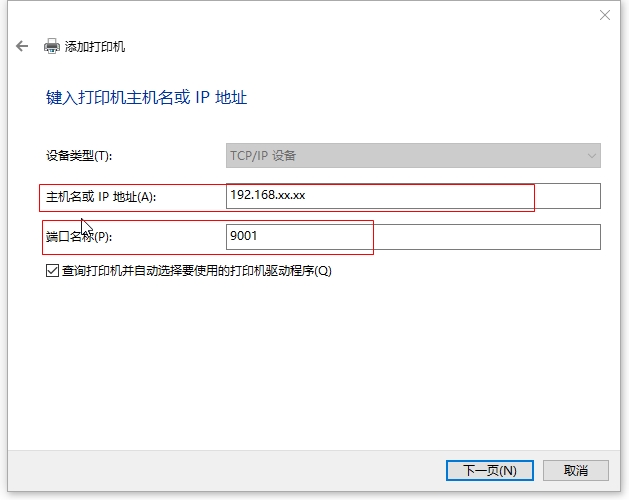 添加打印机
键入打印机主机名或 IP 地址
设备类型(T):
TCP/IP 设备
主机名或 IP 地址(A):
192.168.xx.xx
端口名称(P):
9001
查询打印机并自动选择要使用的打印机驱动程序(Q)
下一页(N)
取消